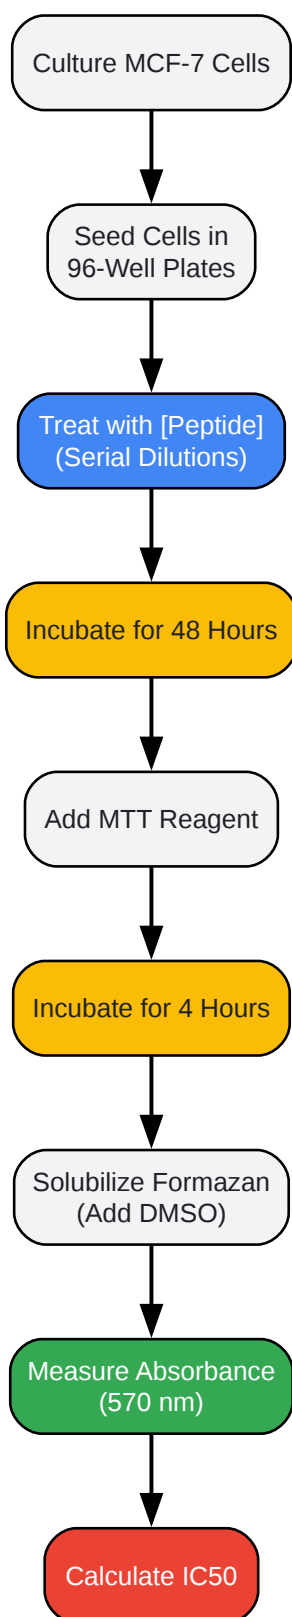 Culture MCF-7 Cells
Seed Cells in
96-Well Plates
Treat with [Peptide]
(Serial Dilutions)
Incubate for 48 Hours
Add MTT Reagent
Incubate for 4 Hours
Solubilize Formazan
(Add DMSO)
Measure Absorbance
(570 nm)
Calculate IC50